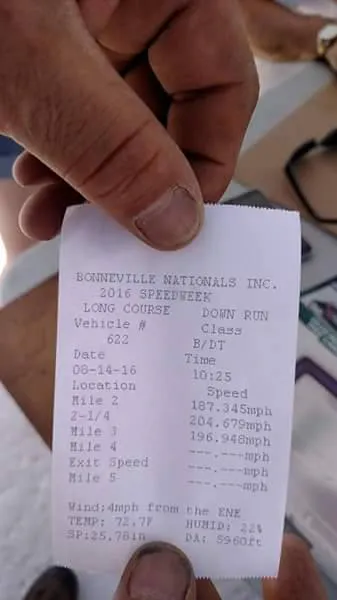 BONNEVILLE NATIONALS INC.
2016 SPEEDWEEK
LONG COURSE DOWN RUN
Vehicle # Class
622 B/DT
Date Time
08-14-16 10:25
Location Speed
Mile 2 187.345mph
2-1/4 204.679mph
Mile 3 196.948mph
Mile 4 ---.---mph
Exit Speed ---.---mph
Mile 5 ---.---mph
Wind:4mph from the ENE
TEMP: 72.7F HUMID: 22%
SP:25.78in DA: 5960ft